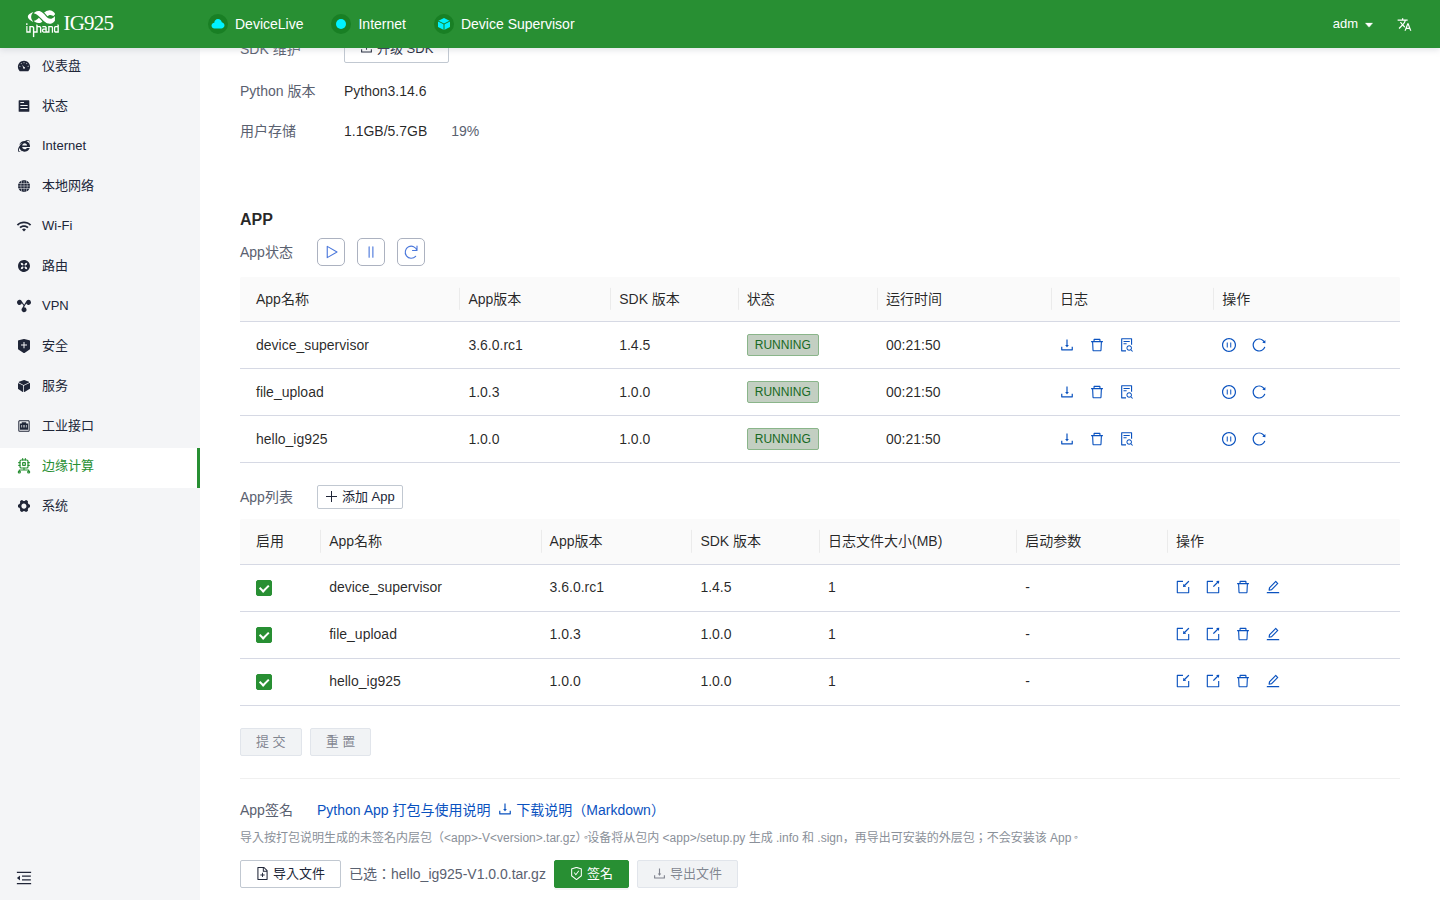 inhand IG925
DeviceLive
Internet
Device Supervisor
adm
仪表盘
状态
Internet
本地网络
Wi-Fi
路由
VPN
安全
服务
工业接口
边缘计算
系统
SDK 维护 升级 SDK
Python 版本 Python3.14.6
用户存储 1.1GB/5.7GB 19%
APP
App状态
App名称 App版本 SDK 版本 状态 运行时间 日志 操作
device_supervisor 3.6.0.rc1 1.4.5 RUNNING 00:21:50
file_upload 1.0.3 1.0.0 RUNNING 00:21:50
hello_ig925 1.0.0 1.0.0 RUNNING 00:21:50
App列表 添加 App
启用 App名称 App版本 SDK 版本 日志文件大小(MB) 启动参数 操作
device_supervisor 3.6.0.rc1 1.4.5 1 -
file_upload 1.0.3 1.0.0 1 -
hello_ig925 1.0.0 1.0.0 1 -
提 交 重 置
App签名 Python App 打包与使用说明 下载说明（Markdown）
导入按打包说明生成的未签名内层包（<app>-V<version>.tar.gz）。设备将从包内 <app>/setup.py 生成 .info 和 .sign，再导出可安装的外层包；不会安装该 App。
导入文件 已选：hello_ig925-V1.0.0.tar.gz 签名 导出文件